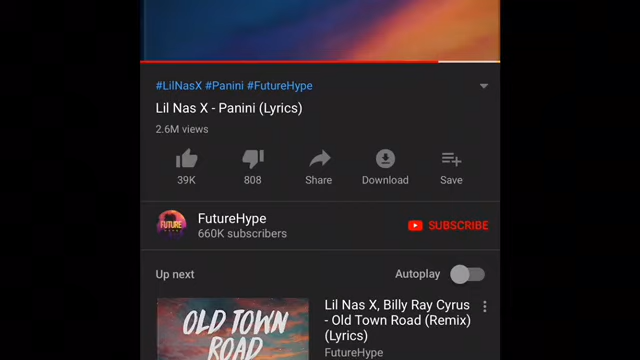 #LilNasX #Panini #FutureHype
Lil Nas X - Panini (Lyrics)
2.6M views
39K
808
Share
Download
Save
FUTURE
FutureHype
660K subscribers
SUBSCRIBE
Up next
Autoplay
OLD TOWN
ROAD
Lil Nas X, Billy Ray Cyrus
- Old Town Road (Remix)
(Lyrics)
FutureHype